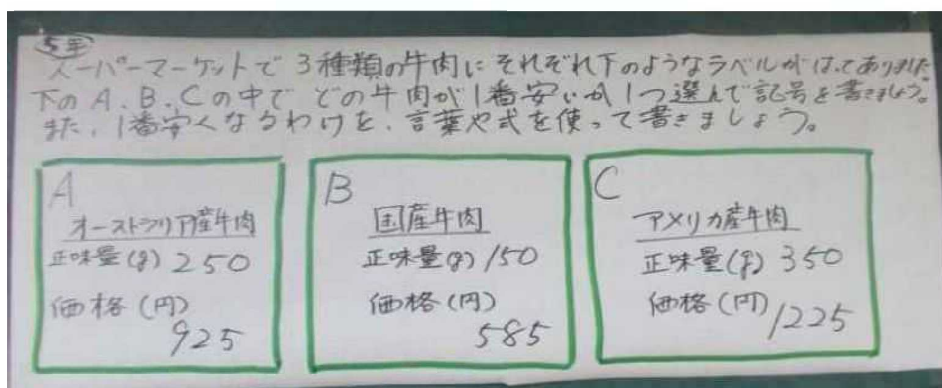 5年
スーパーマーケットで3種類の牛肉にそれぞれ下のようなラベルがはってありました
下のA.B.Cの中でどの牛肉が1番安いか1つ選んで記号を書きましょう。
また、1番安くなるわけを、言葉や式を使って書きましょう。
A
オーストラリア産牛肉
正味量(g) 250
価格(円)
925
B
国産牛肉
正味量(g) 150
価格(円)
585
C
アメリカ産牛肉
正味量(g) 350
価格(円) 1225